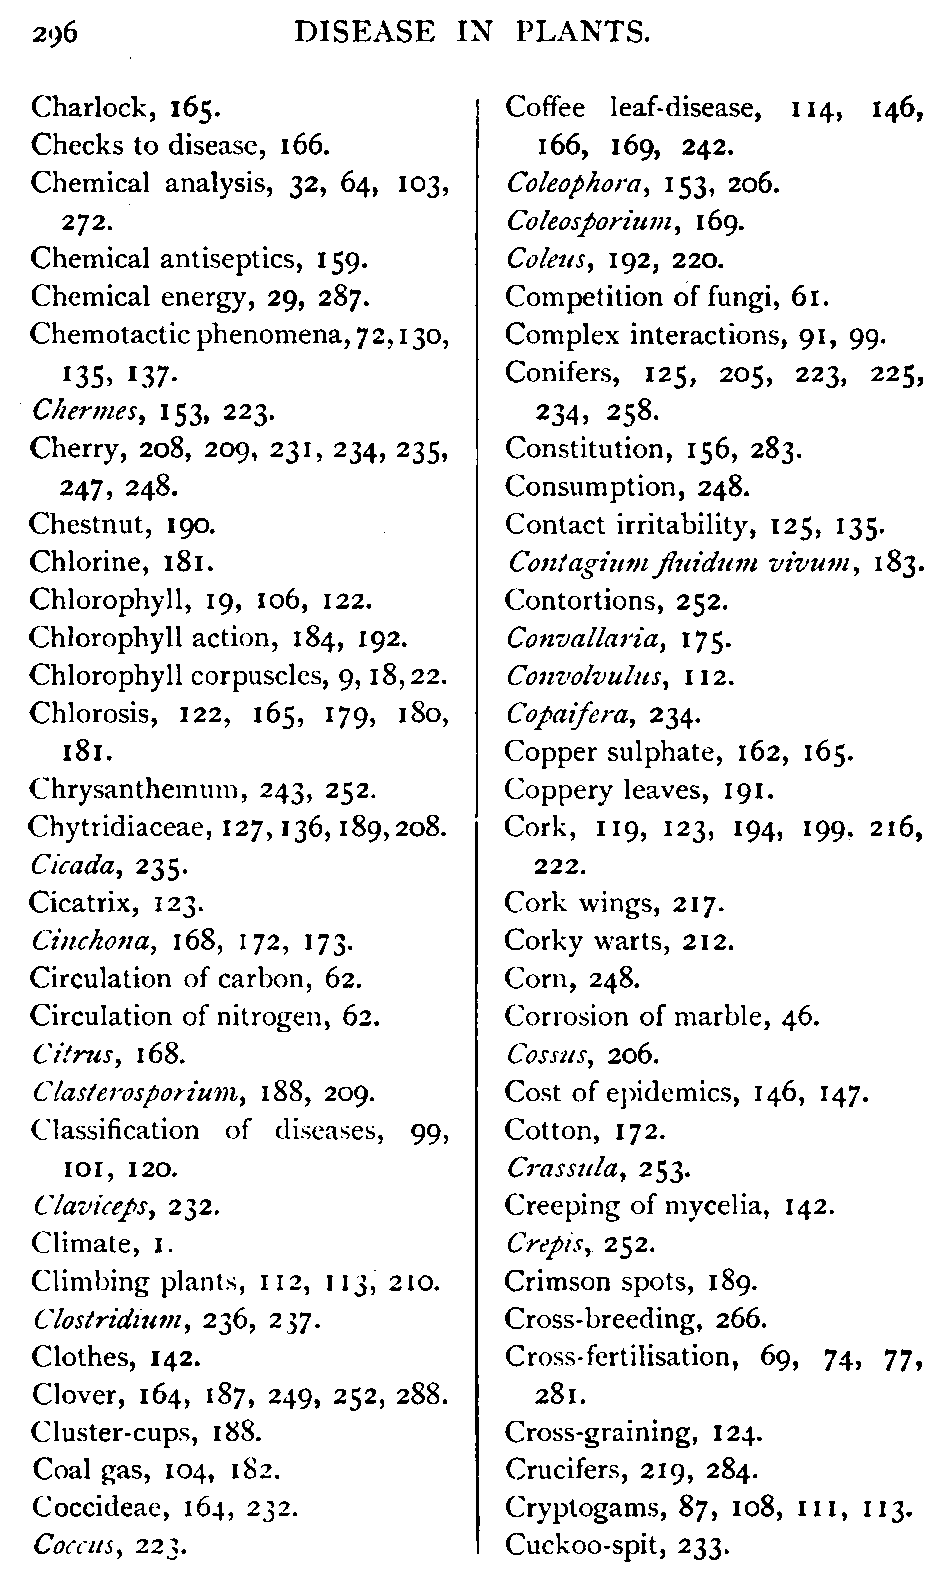 296 DISEASE IN PLANTS.
Charlock, 165.
Checks to disease, 166.
Chemical analysis, 32, 64, 103,
272.
Chemical antiseptics, 159.
Chemical energy, 29, 287.
Chemotactic phenomena, 72, 130,
135, 137.
Chermes, 153, 223.
Cherry, 208, 209, 231, 234, 235,
247, 248.
Chestnut, 190.
Chlorine, 181.
Chlorophyll, 19, 106, 122.
Chlorophyll action, 184, 192.
Chlorophyll corpuscles, 9, 18, 22.
Chlorosis, 122, 165, 179, 180,
181.
Chrysanthemum, 243, 252.
Chytridiaceae, 127, 136, 189, 208.
Cicada, 235.
Cicatrix, 123.
Cinchona, 168, 172, 173.
Circulation of carbon, 62.
Circulation of nitrogen, 62.
Citrus, 168.
Clasterosporium, 188, 209.
Classification of diseases, 99,
101, 120.
Claviceps, 232.
Climate, 1.
Climbing plants, 112, 113, 210.
Clostridium, 236, 237.
Clothes, 142.
Clover, 164, 187, 249, 252, 288.
Cluster-cups, 188.
Coal gas, 104, 182.
Coccideae, 164, 232.
Coccus, 223.
Coffee leaf-disease, 114, 146,
166, 169, 242.
Coleophora, 153, 206.
Coleosporium, 169.
Coleus, 192, 220.
Competition of fungi, 61.
Complex interactions, 91, 99.
Conifers, 125, 205, 223, 225,
234, 258.
Constitution, 156, 283.
Consumption, 248.
Contact irritability, 125, 135.
Contagium fluidum vivum, 183.
Contortions, 252.
Convallaria, 175.
Convolvulus, 112.
Copaifera, 234.
Copper sulphate, 162, 165.
Coppery leaves, 191.
Cork, 119, 123, 194, 199. 216,
222.
Cork wings, 217.
Corky warts, 212.
Corn, 248.
Corrosion of marble, 46.
Cossus, 206.
Cost of epidemics, 146, 147.
Cotton, 172.
Crassula, 253.
Creeping of mycelia, 142.
Crepis, 252.
Crimson spots, 189.
Cross-breeding, 266.
Cross-fertilisation, 69, 74, 77,
281.
Cross-graining, 124.
Crucifers, 219, 284.
Cryptogams, 87, 108, 111, 113.
Cuckoo-spit, 233.